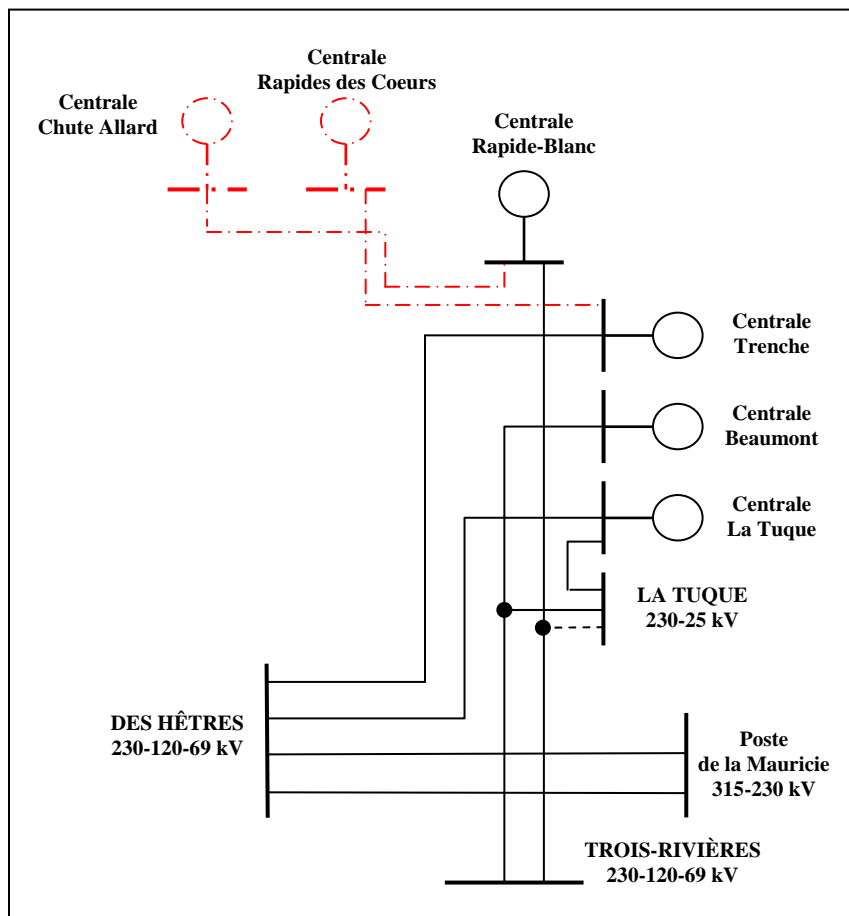 Centrale
Rapides des Coeurs
Centrale
Chute Allard
Centrale
Rapide-Blanc
Centrale
Trenche
Centrale
Beaumont
Centrale
La Tuque
LA TUQUE
230-25 kV
DES HÊTRES
230-120-69 kV
Poste
de la Mauricie
315-230 kV
TROIS-RIVIÈRES
230-120-69 kV